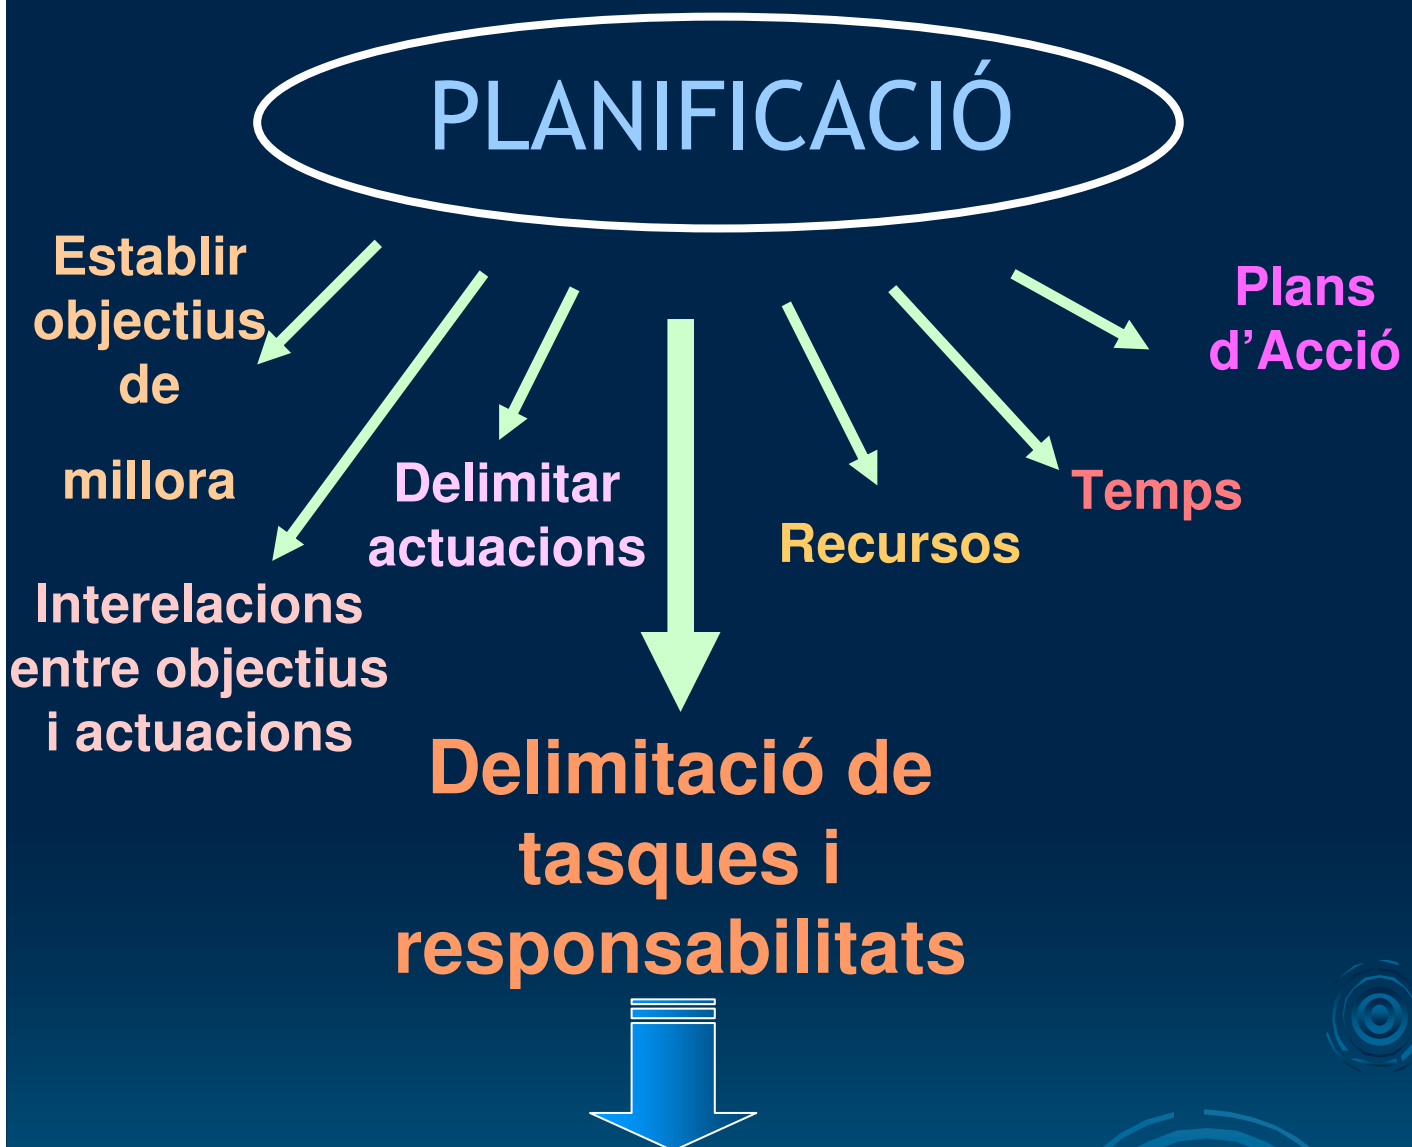 PLANIFICACIÓ
Establir
objectius
de
millora
Interelacions
entre objectius
i actuacions
Delimitar
actuacions
Delimitació de
tasques i
responsabilitats
Recursos
Temps
Plans
d’Acció